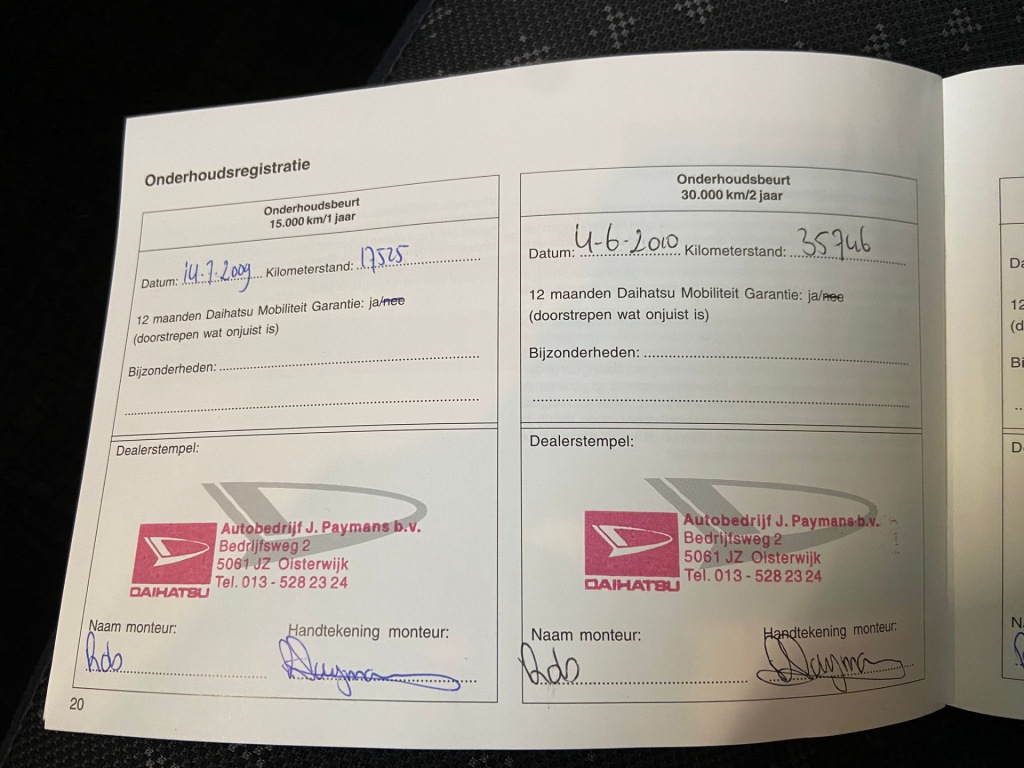 Onderhoudsregistratie
Onderhoudsbeurt
15.000 km/1 jaar
Datum: 14-7-2009 Kilometerstand: 17525
12 maanden Daihatsu Mobiliteit Garantie: ja/nee
(doorstrepen wat onjuist is)
Bijzonderheden:
Dealerstempel:
Autobedrijf J. Paymans b.v.
Bedrijfsweg 2
5061 JZ Oisterwijk
Tel. 013 - 528 23 24
DAIHATSU
Naam monteur: Handtekening monteur:
20
Onderhoudsbeurt
30.000 km/2 jaar
Datum: 4-6-2010 Kilometerstand: 35746
12 maanden Daihatsu Mobiliteit Garantie: ja/nee
(doorstrepen wat onjuist is)
Bijzonderheden:
Dealerstempel:
Autobedrijf J. Paymans b.v.
Bedrijfsweg 2
5061 JZ Oisterwijk
Tel. 013 - 528 23 24
DAIHATSU
Naam monteur: Handtekening monteur: